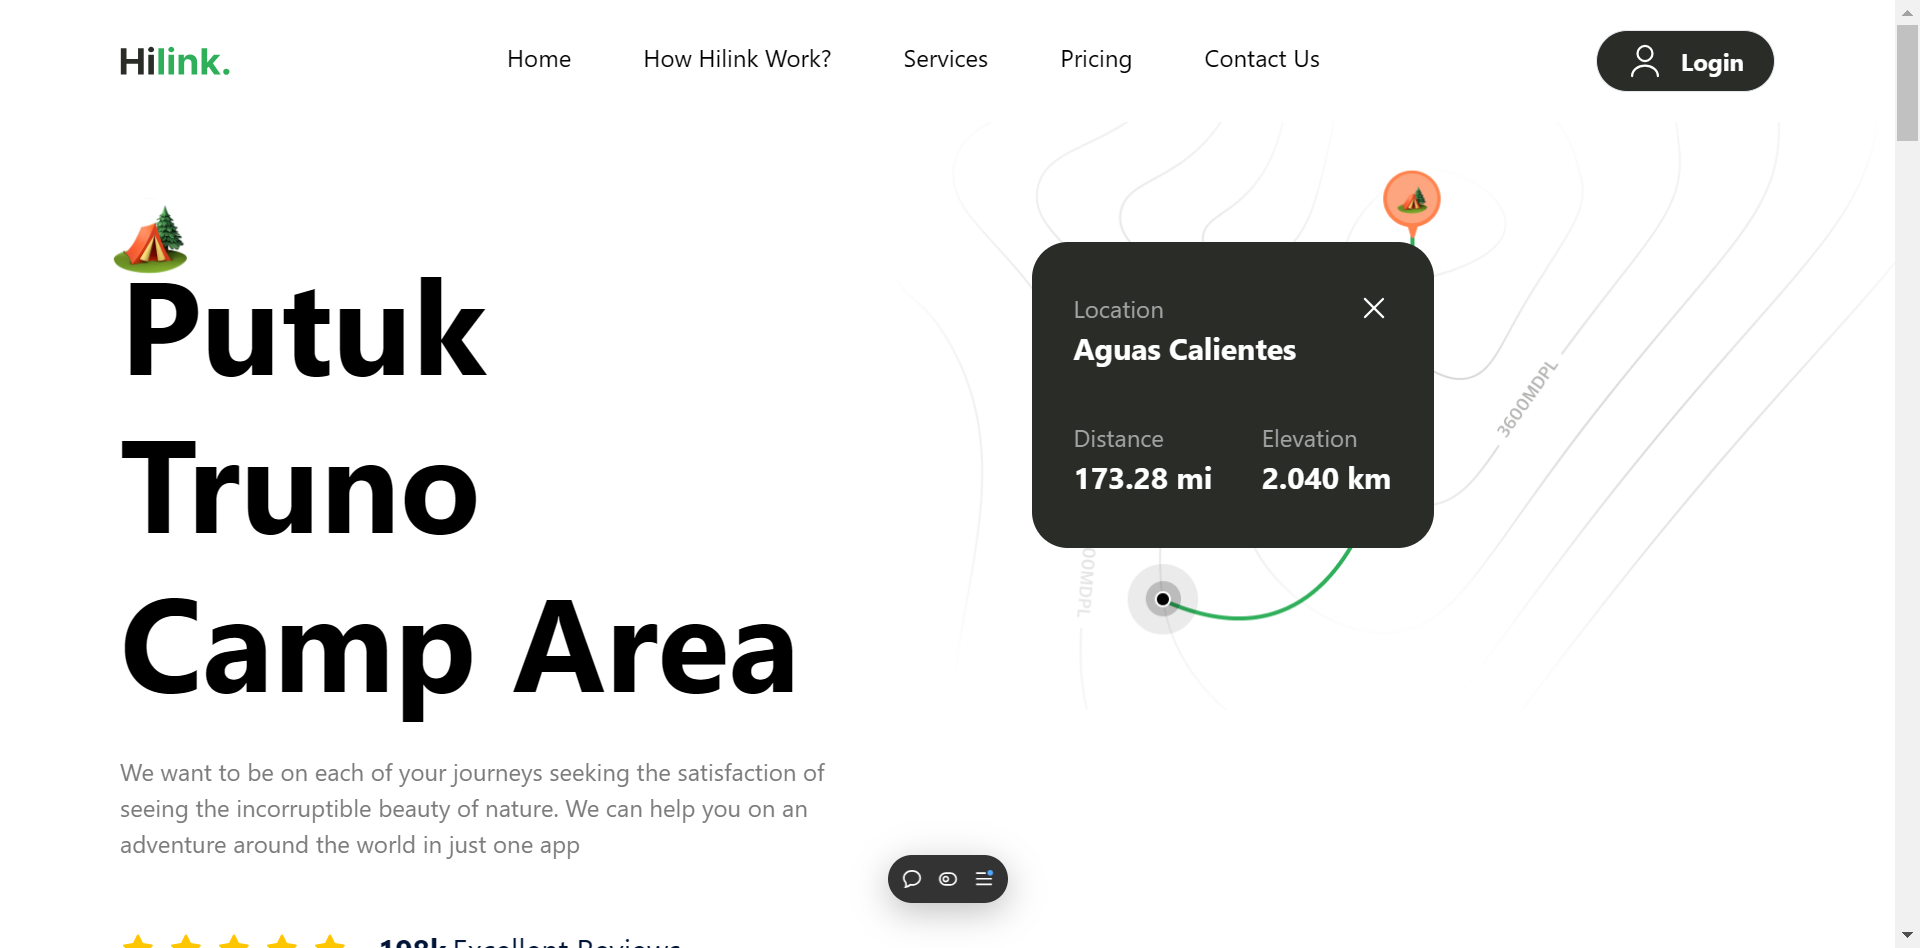 Hilink.
Home
How Hilink Work?
Services
Pricing
Contact Us
Login
Putuk
Truno
Camp Area
We want to be on each of your journeys seeking the satisfaction of
seeing the incorruptible beauty of nature. We can help you on an
adventure around the world in just one app
Location
Aguas Calientes
Distance
Elevation
173.28 mi
2.040 km
3600MDPL
00MDPL
198k Excellent Reviews